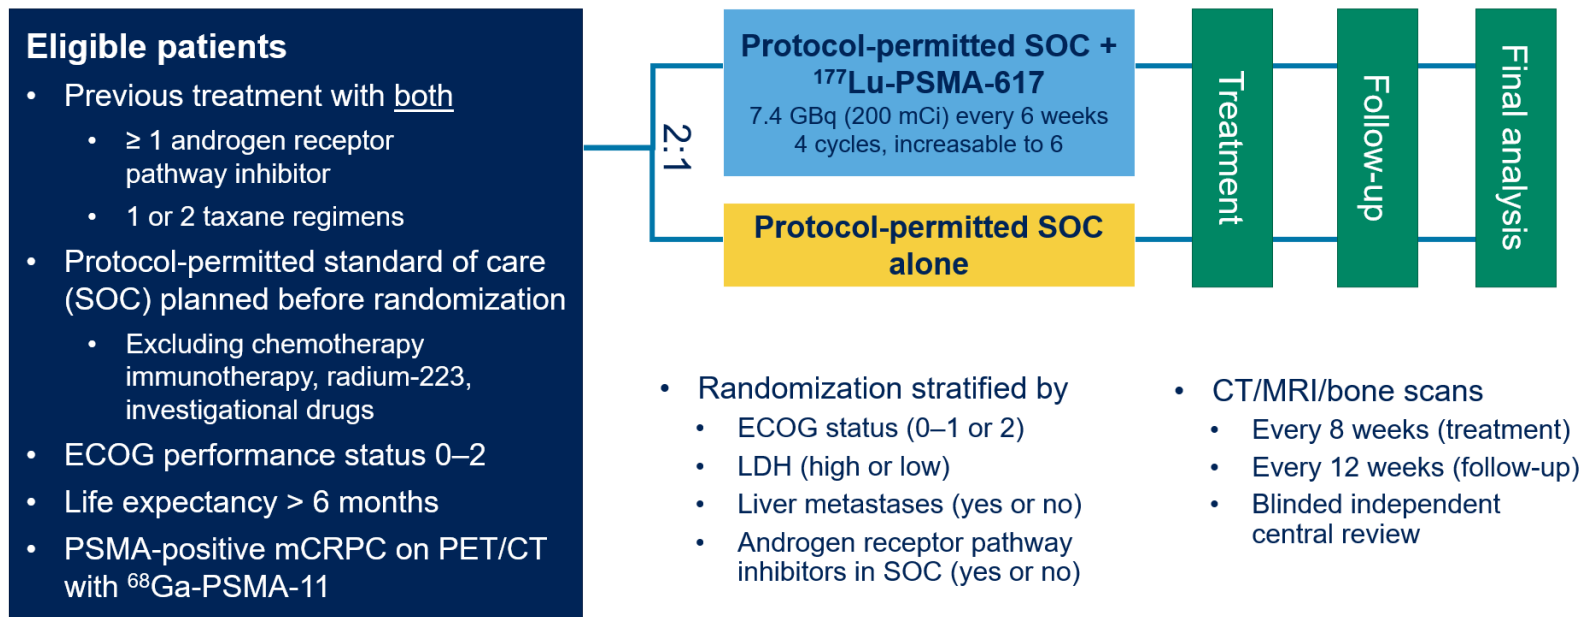 Eligible patients
• Previous treatment with both
• ≥ 1 androgen receptor
pathway inhibitor
• 1 or 2 taxane regimens
• Protocol-permitted standard of care
(SOC) planned before randomization
• Excluding chemotherapy
immunotherapy, radium-223,
investigational drugs
• ECOG performance status 0–2
• Life expectancy > 6 months
• PSMA-positive mCRPC on PET/CT
with ⁶⁸Ga-PSMA-11
2:1
Protocol-permitted SOC +
¹⁷⁷Lu-PSMA-617
7.4 GBq (200 mCi) every 6 weeks
4 cycles, increasable to 6
Protocol-permitted SOC
alone
Treatment
Follow-up
Final analysis
• Randomization stratified by
• ECOG status (0–1 or 2)
• LDH (high or low)
• Liver metastases (yes or no)
• Androgen receptor pathway
inhibitors in SOC (yes or no)
• CT/MRI/bone scans
• Every 8 weeks (treatment)
• Every 12 weeks (follow-up)
• Blinded independent
central review